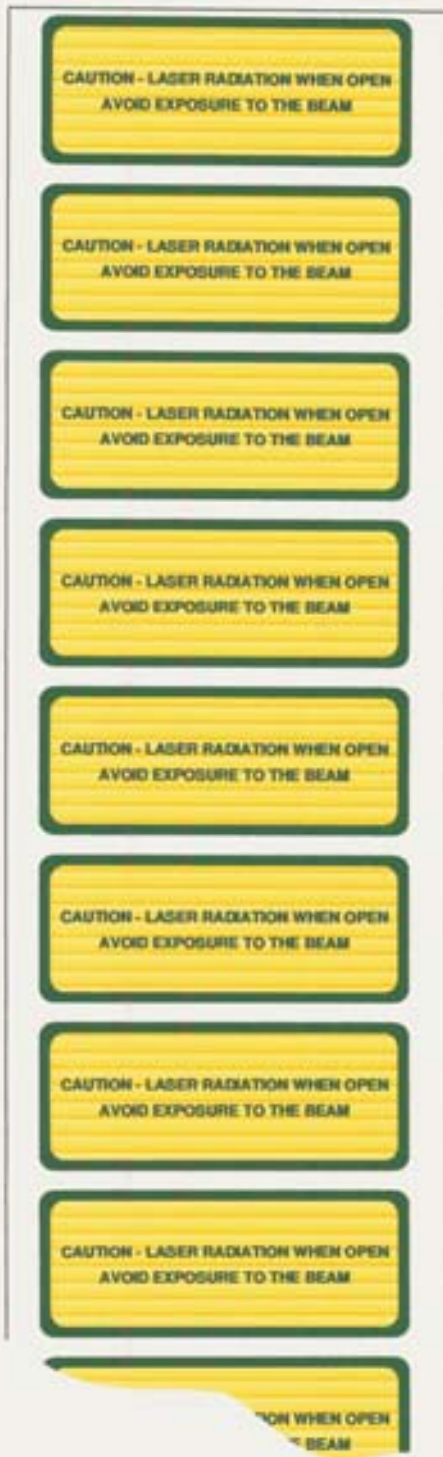 CAUTION - LASER RADIATION WHEN OPEN
AVOID EXPOSURE TO THE BEAM
CAUTION - LASER RADIATION WHEN OPEN
AVOID EXPOSURE TO THE BEAM
CAUTION - LASER RADIATION WHEN OPEN
AVOID EXPOSURE TO THE BEAM
CAUTION - LASER RADIATION WHEN OPEN
AVOID EXPOSURE TO THE BEAM
CAUTION - LASER RADIATION WHEN OPEN
AVOID EXPOSURE TO THE BEAM
CAUTION - LASER RADIATION WHEN OPEN
AVOID EXPOSURE TO THE BEAM
CAUTION - LASER RADIATION WHEN OPEN
AVOID EXPOSURE TO THE BEAM
CAUTION - LASER RADIATION WHEN OPEN
AVOID EXPOSURE TO THE BEAM
WHEN OPEN
BEAM